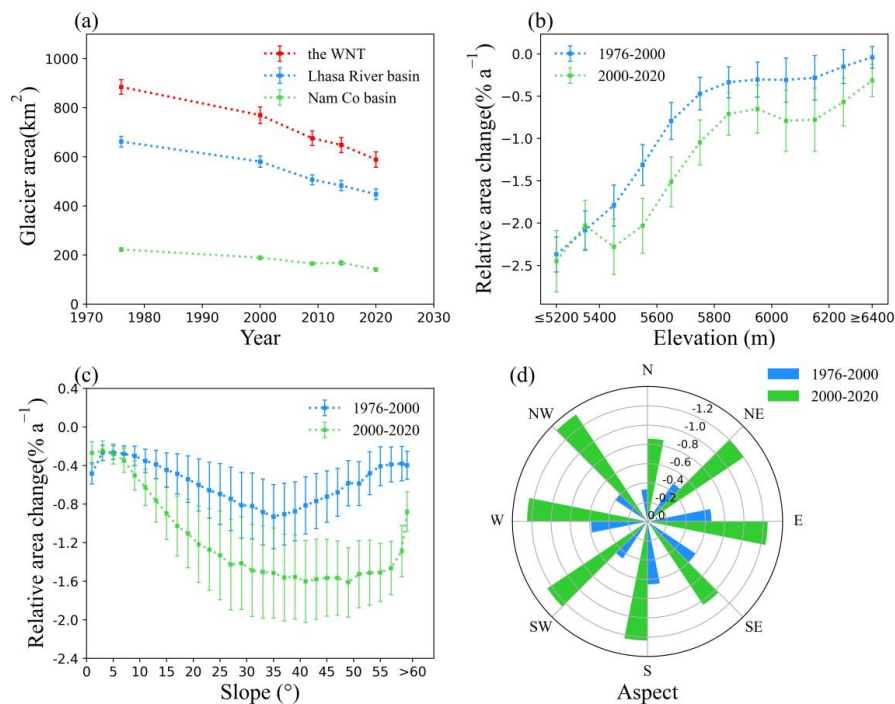 (a)
Glacier area(km²)
1000
800
600
400
200
0
1970
1980
1990
2000
2010
2020
2030
Year
the WNT
Lhasa River basin
Nam Co basin
(b)
Relative area change(% a⁻¹)
0.0
−0.5
−1.0
−1.5
−2.0
−2.5
≤5200
5400
5600
5800
6000
6200
≥6400
Elevation (m)
1976-2000
2000-2020
(c)
Relative area change(% a⁻¹)
0.4
0.0
−0.4
−0.8
−1.2
−1.6
−2.0
−2.4
0
5
10
15
20
25
30
35
40
45
50
55
>60
Slope (°)
1976-2000
2000-2020
(d)
1976-2000
2000-2020
N
NE
E
SE
S
SW
W
NW
-1.2
-1.0
-0.8
-0.6
-0.4
-0.2
0.0
Aspect